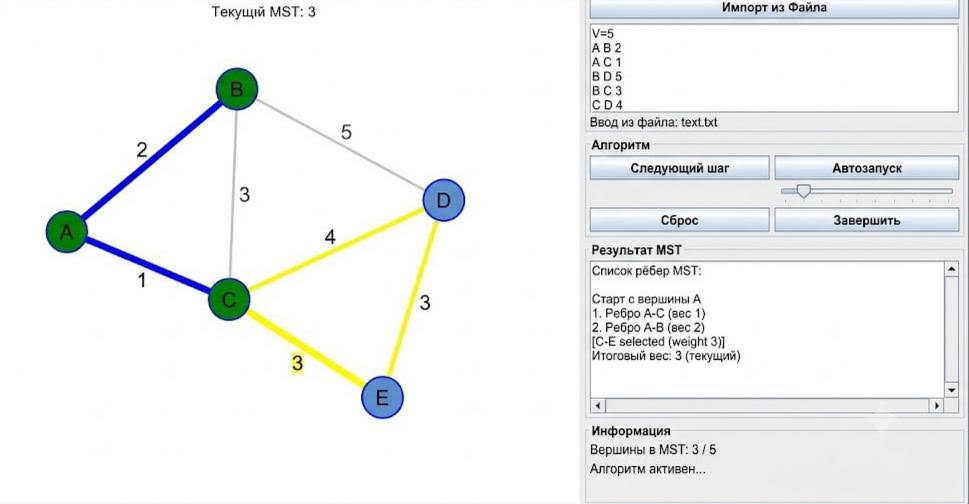 Текущий MST: 3
B
2
5
3
D
A
4
1
C
3
3
E
Импорт из Файла
V=5
A B 2
A C 1
B D 5
B C 3
C D 4
Ввод из файла: text.txt
Алгоритм
Следующий шаг
Автозапуск
Сброс
Завершить
Результат MST
Список рёбер MST:
Старт с вершины A
1. Ребро A-C (вес 1)
2. Ребро A-B (вес 2)
[C-E selected (weight 3)]
Итоговый вес: 3 (текущий)
Информация
Вершины в MST: 3 / 5
Алгоритм активен...